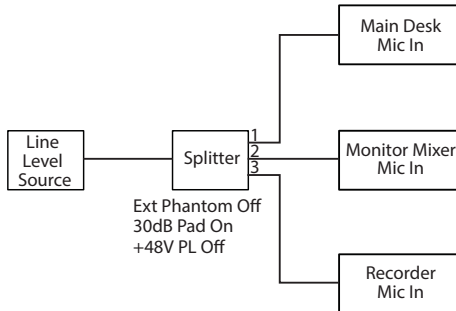 Main Desk
Mic In
Line
Level
Source
Splitter
1
2
3
Monitor Mixer
Mic In
Ext Phantom Off
30dB Pad On
+48V PL Off
Recorder
Mic In